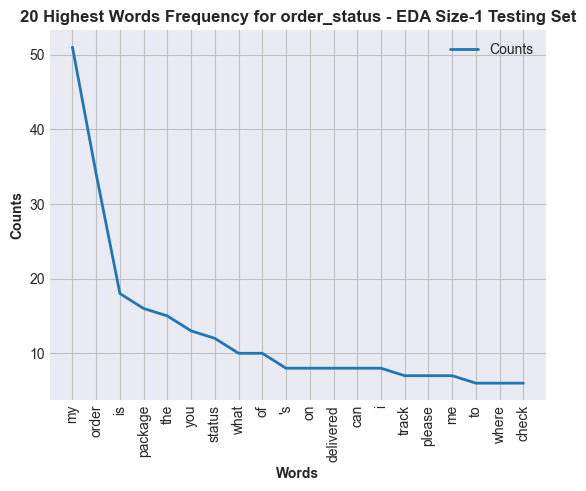 20 Highest Words Frequency for order_status - EDA Size-1 Testing Set
Counts
50
40
30
20
10
Counts
my
order
is
package
the
you
status
what
of
's
on
delivered
can
i
track
please
me
to
where
check
Words